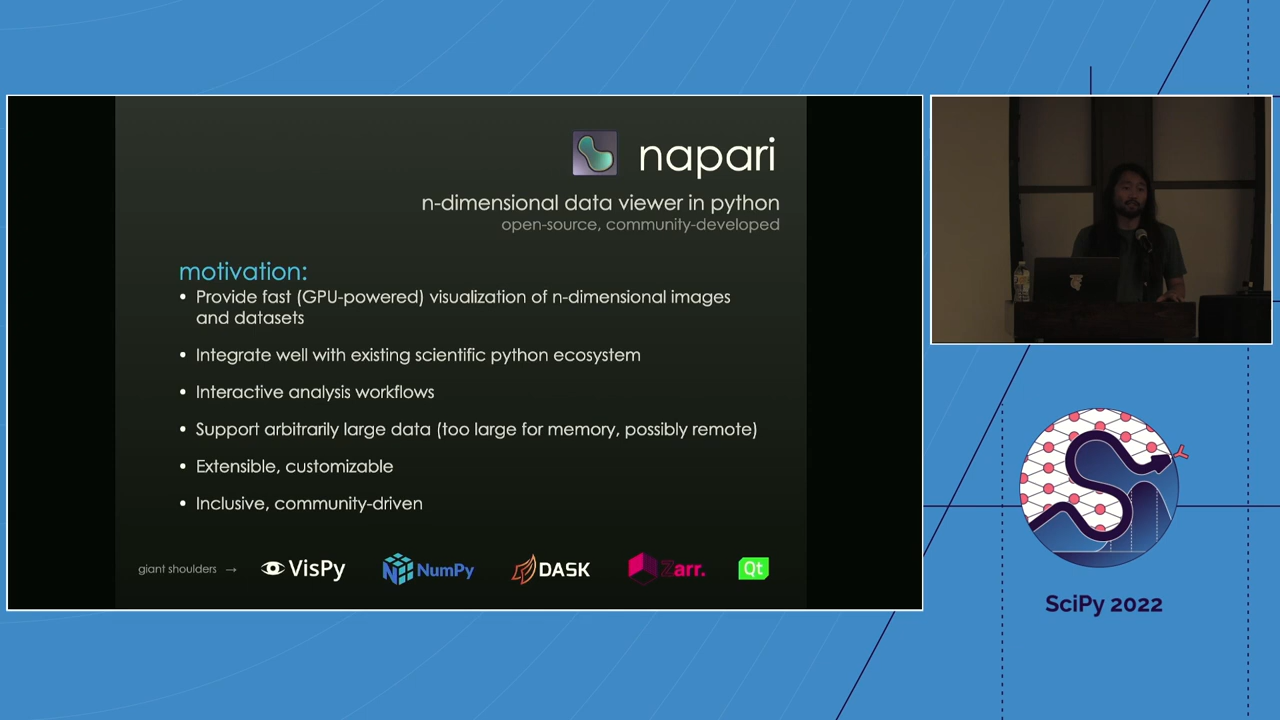 napari
n-dimensional data viewer in python
open-source, community-developed
motivation:
• Provide fast (GPU-powered) visualization of n-dimensional images
and datasets
• Integrate well with existing scientific python ecosystem
• Interactive analysis workflows
• Support arbitrarily large data (too large for memory, possibly remote)
• Extensible, customizable
• Inclusive, community-driven
giant shoulders → VisPy NumPy DASK Zarr. Qt
SciPy 2022